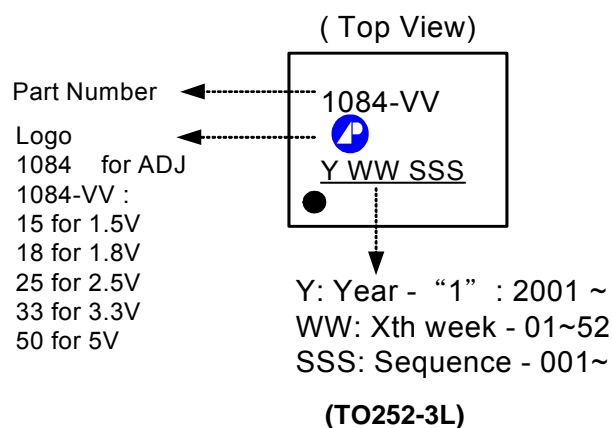 ( Top View)
Part Number
1084-VV
Logo
1084 for ADJ
1084-VV :
15 for 1.5V
18 for 1.8V
25 for 2.5V
33 for 3.3V
50 for 5V
Y WW SSS
Y: Year - “1” : 2001 ~
WW: Xth week - 01~52
SSS: Sequence - 001~
(TO252-3L)